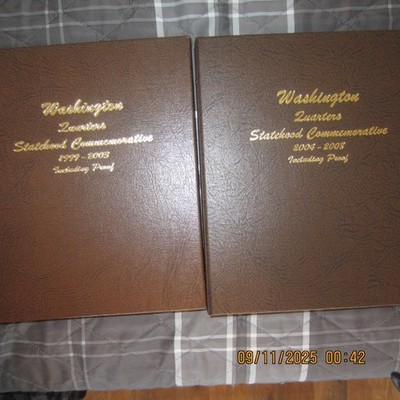 Washington
Quarters
Statehood Commemorative
1999-2003
Including Proof
Washington
Quarters
Statehood Commemorative
2004-2008
Including Proof
09/11/2025 00:42